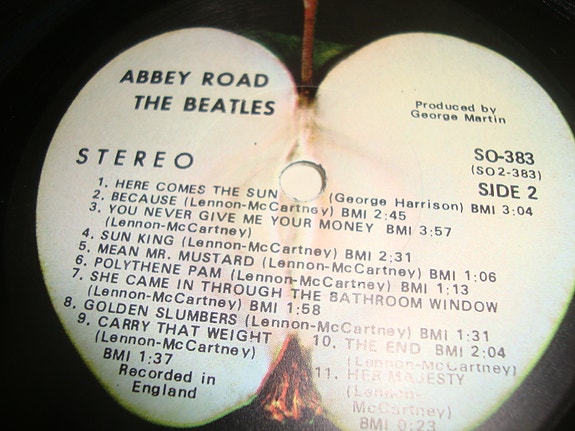 ABBEY ROAD
THE BEATLES
Produced by
George Martin
STEREO
SO-383
(SO2-383)
SIDE 2
1. HERE COMES THE SUN (George Harrison) BMI 3:04
2. BECAUSE (Lennon-McCartney) BMI 2:45
3. YOU NEVER GIVE ME YOUR MONEY BMI 3:57
(Lennon-McCartney)
4. SUN KING (Lennon-McCartney) BMI 2:31
5. MEAN MR. MUSTARD (Lennon-McCartney) BMI 1:06
6. POLYTHENE PAM (Lennon-McCartney) BMI 1:13
7. SHE CAME IN THROUGH THE BATHROOM WINDOW
(Lennon-McCartney) BMI 1:58
8. GOLDEN SLUMBERS (Lennon-McCartney) BMI 1:31
9. CARRY THAT WEIGHT
(Lennon-McCartney)
BMI 1:37
10. THE END BMI 2:04
(Lennon-McCartney)
11. HER MAJESTY
(Lennon-
McCartney)
BMI 0:23
Recorded in
England